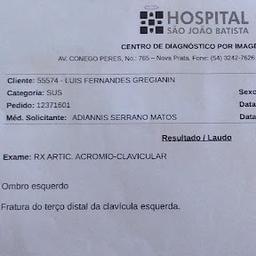 HOSPITAL
SÃO JOÃO BATISTA
CENTRO DE DIAGNÓSTICO POR IMAGE
AV. CONEGO PERES, No.: 765 – Nova Prata. Fone: (54) 3242-7626
Cliente: 55574 - LUIS FERNANDES GREGIANIN
Categoria: SUS Sexo
Pedido: 12371601 Data
Méd. Solicitante: ADIANNIS SERRANO MATOS Data
Resultado / Laudo
Exame: RX ARTIC. ACROMIO-CLAVICULAR
Ombro esquerdo
Fratura do terço distal da clavícula esquerda.